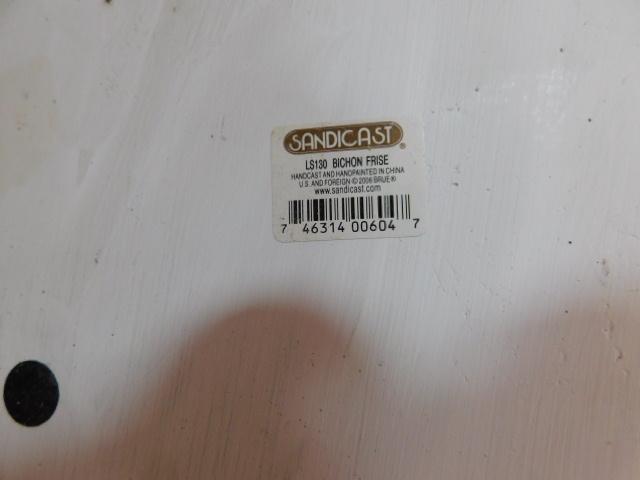 SANDICAST®
LS130 BICHON FRISE
HANDCAST AND HANDPAINTED IN CHINA
U.S. AND FOREIGN © 2006 BRUE®
www.sandicast.com
7 46314 00604 7